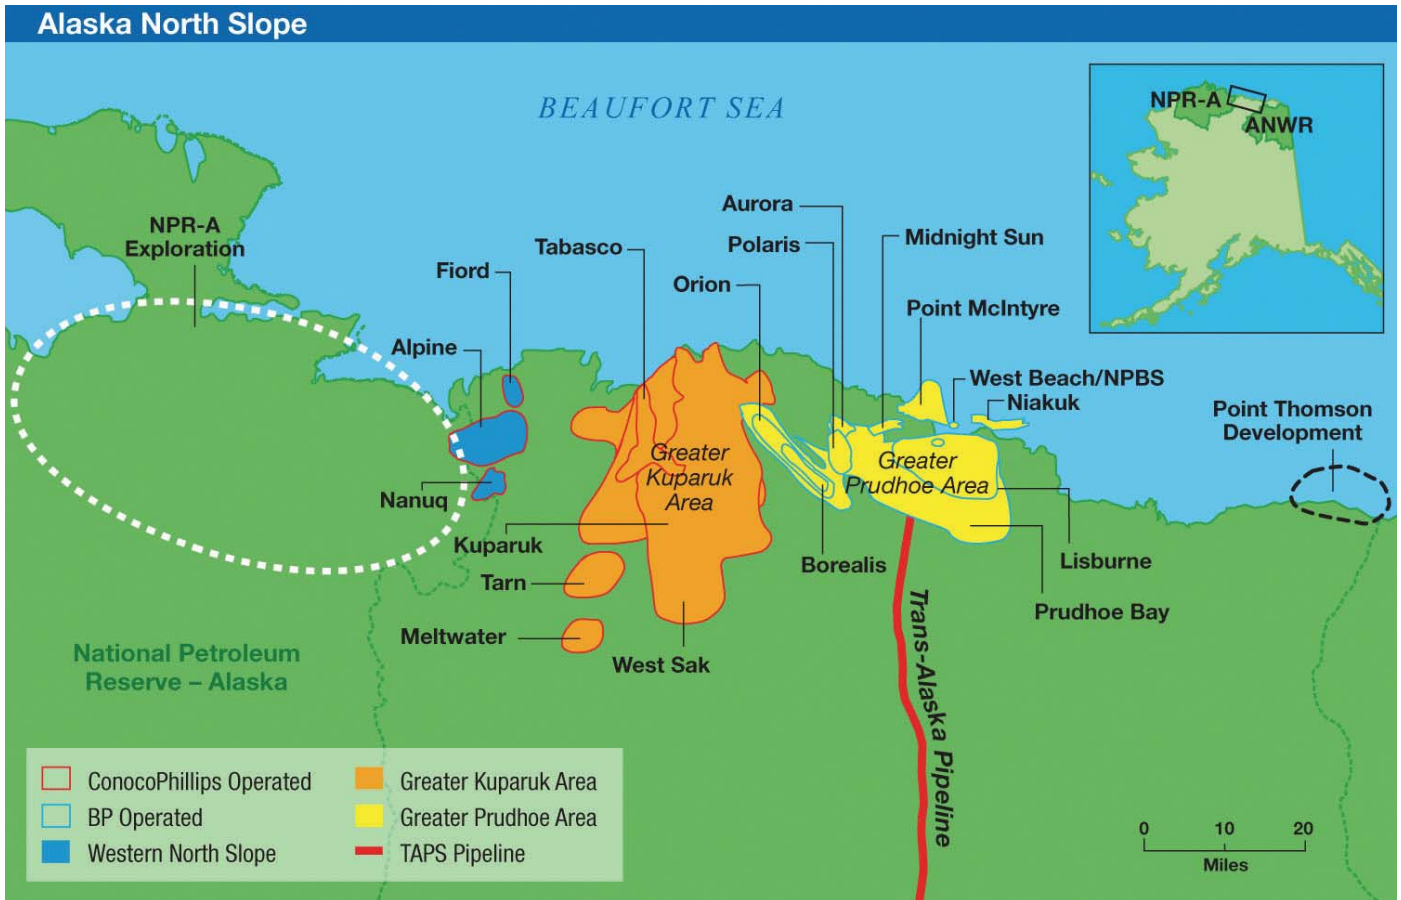 Alaska North Slope
BEAUFORT SEA
NPR-A
ANWR
NPR-A
Exploration
Fiord
Alpine
Nanuq
Tabasco
Kuparuk
Tarn
Meltwater
West Sak
Greater
Kuparuk
Area
Aurora
Polaris
Orion
Midnight Sun
Point McIntyre
West Beach/NPBS
Niakuk
Greater
Prudhoe Area
Borealis
Lisburne
Prudhoe Bay
Point Thomson
Development
Trans-Alaska Pipeline
National Petroleum
Reserve – Alaska
ConocoPhillips Operated
BP Operated
Western North Slope
Greater Kuparuk Area
Greater Prudhoe Area
TAPS Pipeline
0 10 20
Miles